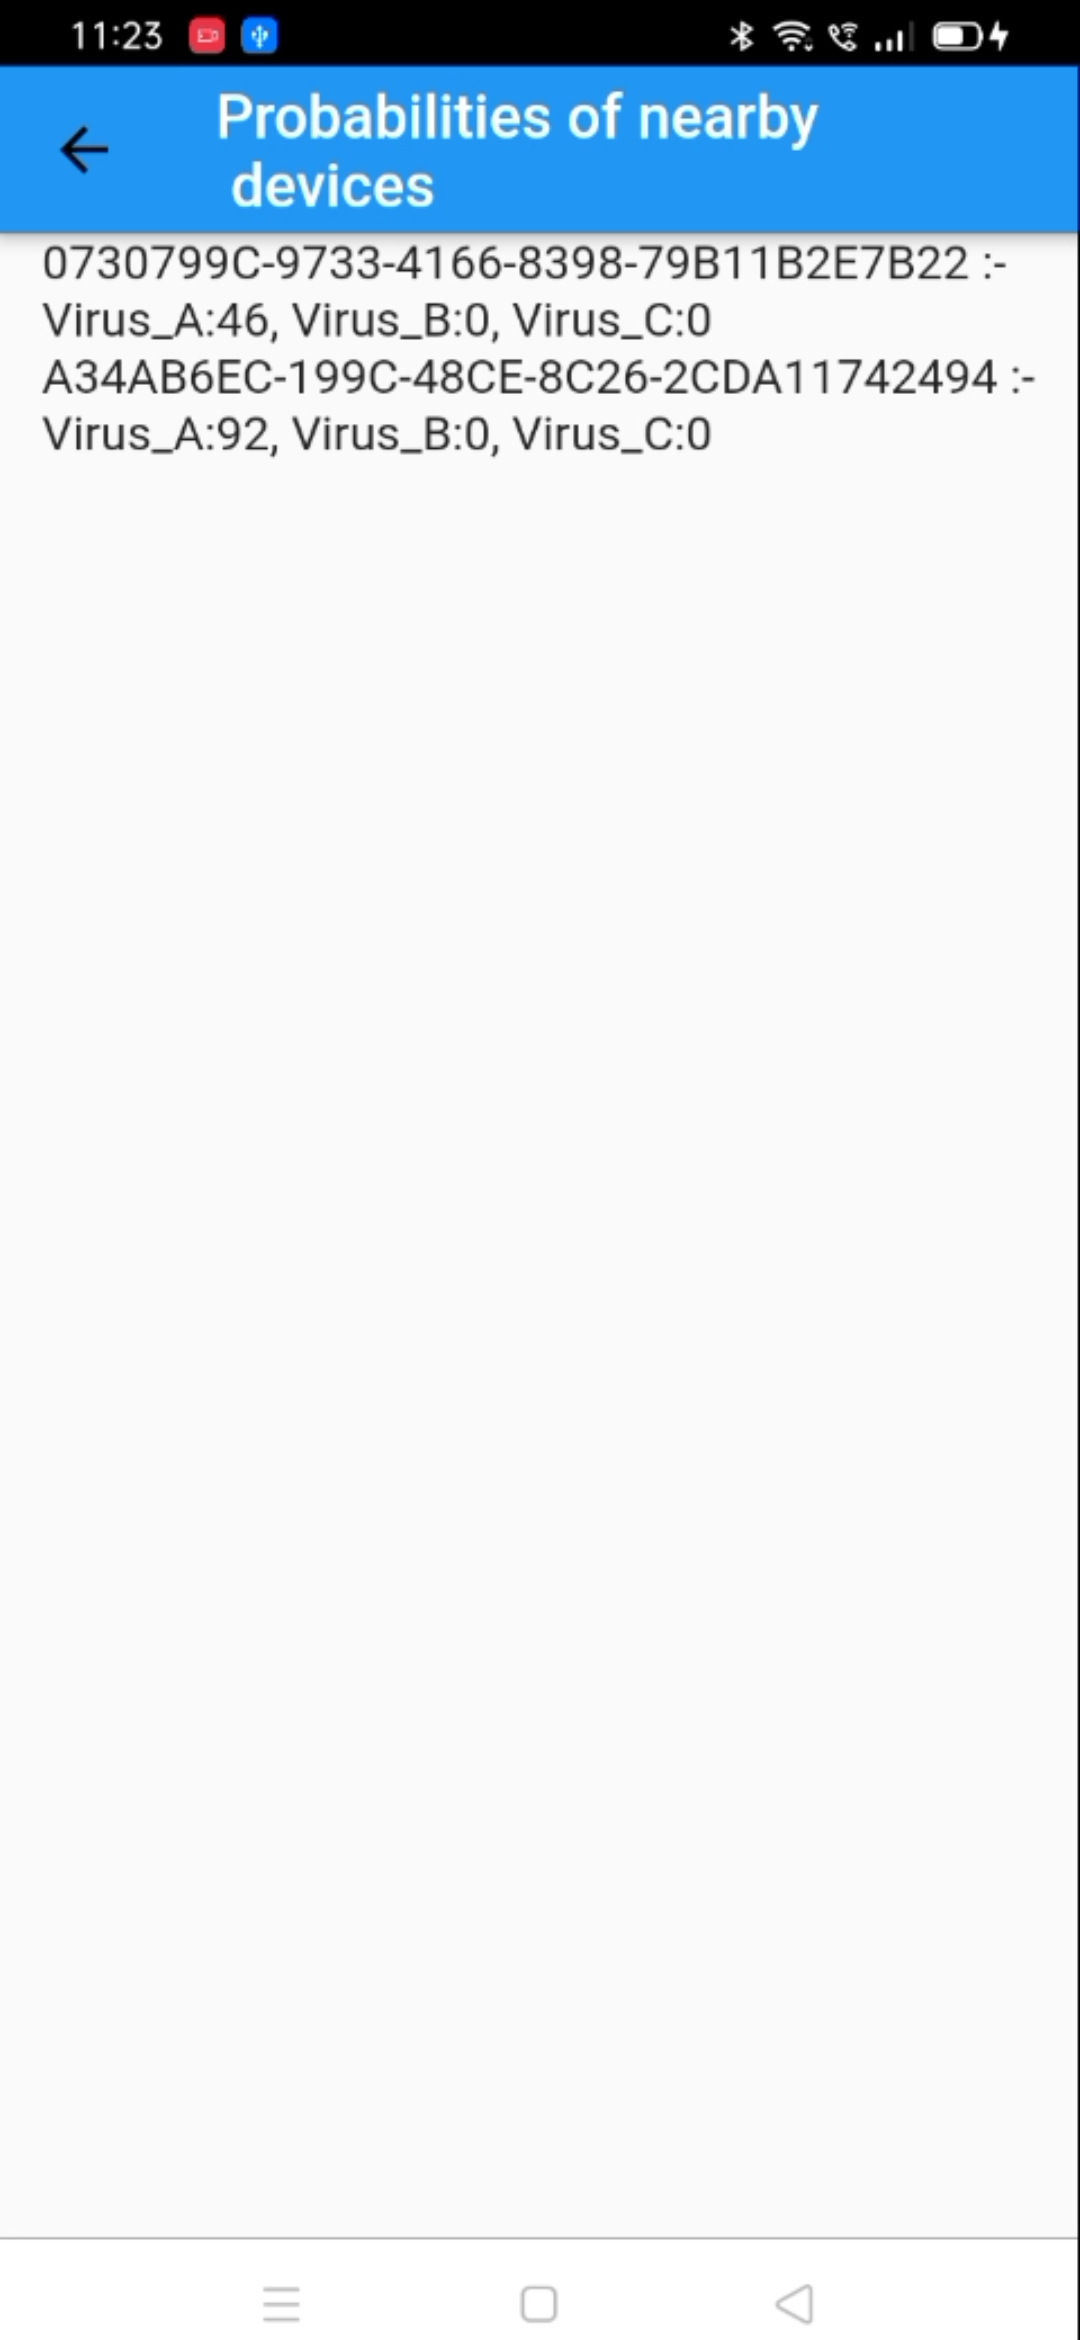 11:23
Probabilities of nearby
devices
0730799C-9733-4166-8398-79B11B2E7B22 :-
Virus_A:46, Virus_B:0, Virus_C:0
A34AB6EC-199C-48CE-8C26-2CDA11742494 :-
Virus_A:92, Virus_B:0, Virus_C:0